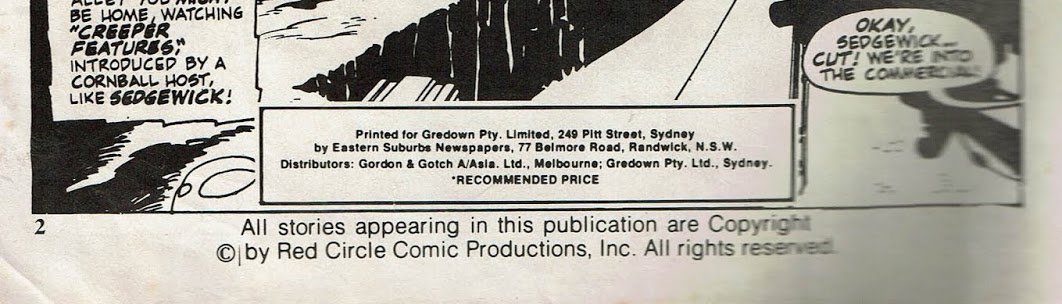 ALLEY YOU MIGHT
BE HOME, WATCHING
"CREEPER
FEATURES,"
INTRODUCED BY A
CORNBALL HOST,
LIKE SEDGEWICK!
OKAY,
SEDGEWICK...
CUT! WE'RE INTO
THE COMMERCIAL!
Printed for Gredown Pty. Limited, 249 Pitt Street, Sydney
by Eastern Suburbs Newspapers, 77 Belmore Road, Randwick, N.S.W.
Distributors: Gordon & Gotch A/Asia. Ltd., Melbourne; Gredown Pty. Ltd., Sydney.
*RECOMMENDED PRICE
2
All stories appearing in this publication are Copyright
© by Red Circle Comic Productions, Inc. All rights reserved.